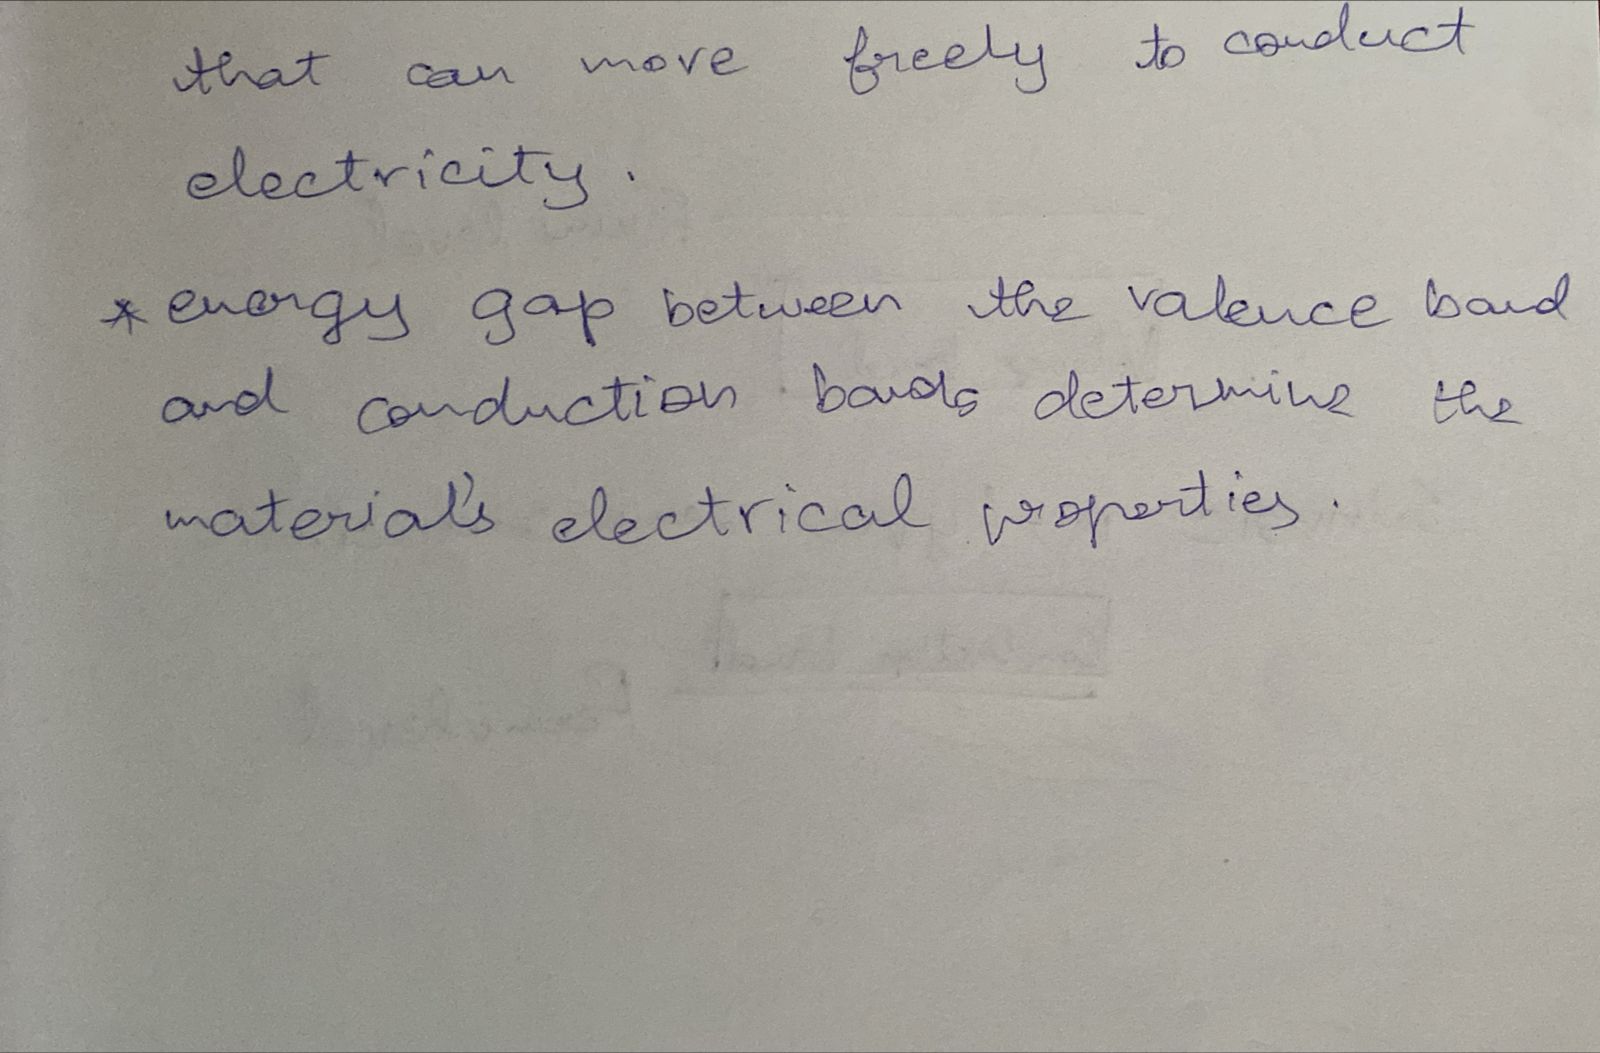 that can move freely to conduct
electricity.
* energy gap between the valence band
and conduction bands determine the
material's electrical properties.